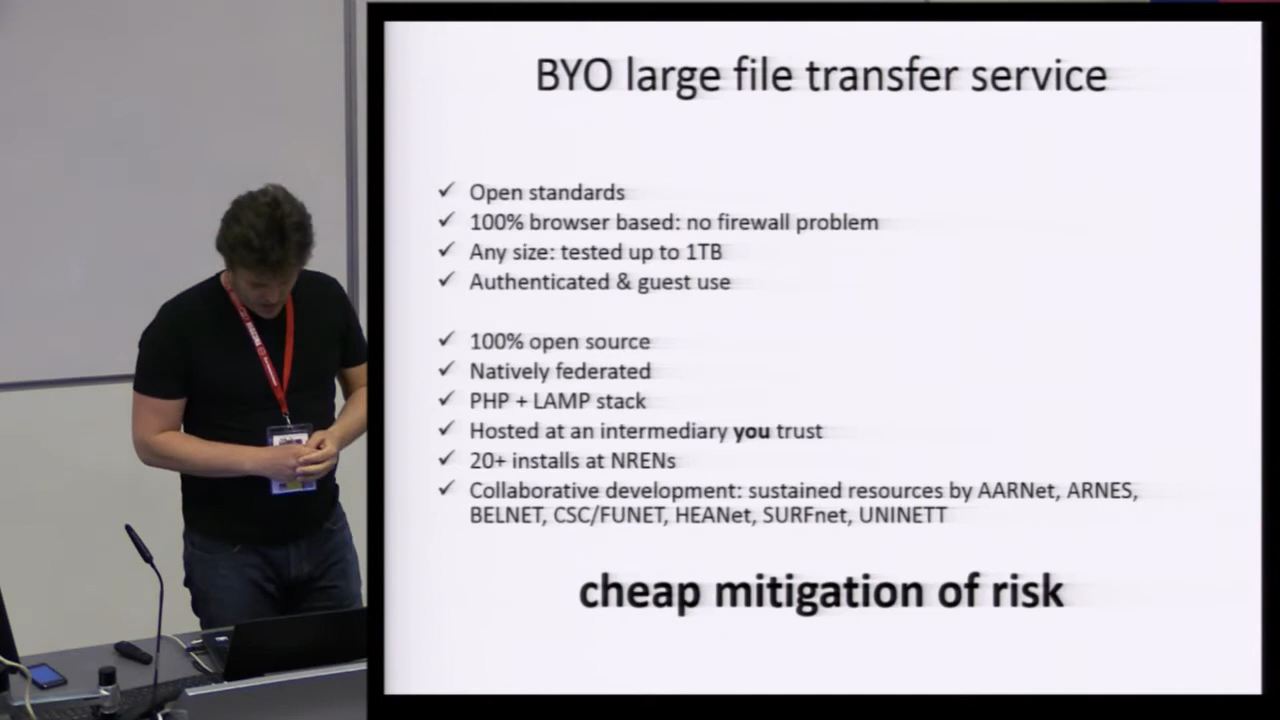 BYO large file transfer service
✓ Open standards
✓ 100% browser based: no firewall problem
✓ Any size: tested up to 1TB
✓ Authenticated & guest use
✓ 100% open source
✓ Natively federated
✓ PHP + LAMP stack
✓ Hosted at an intermediary you trust
✓ 20+ installs at NRENs
✓ Collaborative development: sustained resources by AARNet, ARNES,
BELNET, CSC/FUNET, HEANet, SURFnet, UNINETT
cheap mitigation of risk